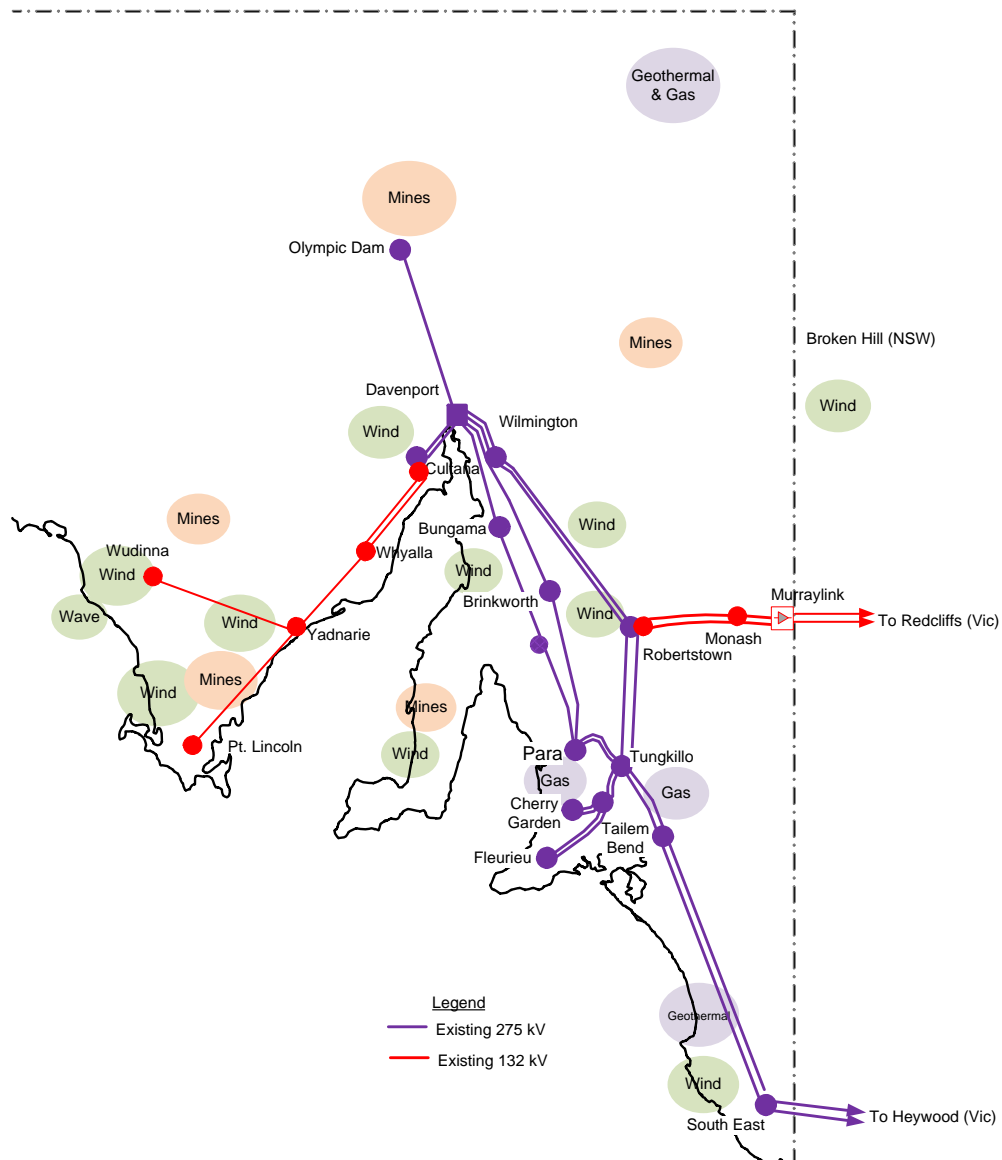 Geothermal
& Gas
Mines
Olympic Dam
Mines
Broken Hill (NSW)
Davenport
Wind
Wilmington
Wind
Cultana
Mines
Bungama
Wind
Whyalla
Wudinna
Wind
Wind
Brinkworth
Wave
Wind
Yadnarie
Wind
Murraylink
To Redcliffs (Vic)
Monash
Robertstown
Mines
Wind
Mines
Pt. Lincoln
Wind
Para
Tungkillo
Gas
Gas
Cherry
Garden
Tailem
Bend
Fleurieu
Legend
Existing 275 kV
Existing 132 kV
Geothermal
Wind
South East
To Heywood (Vic)